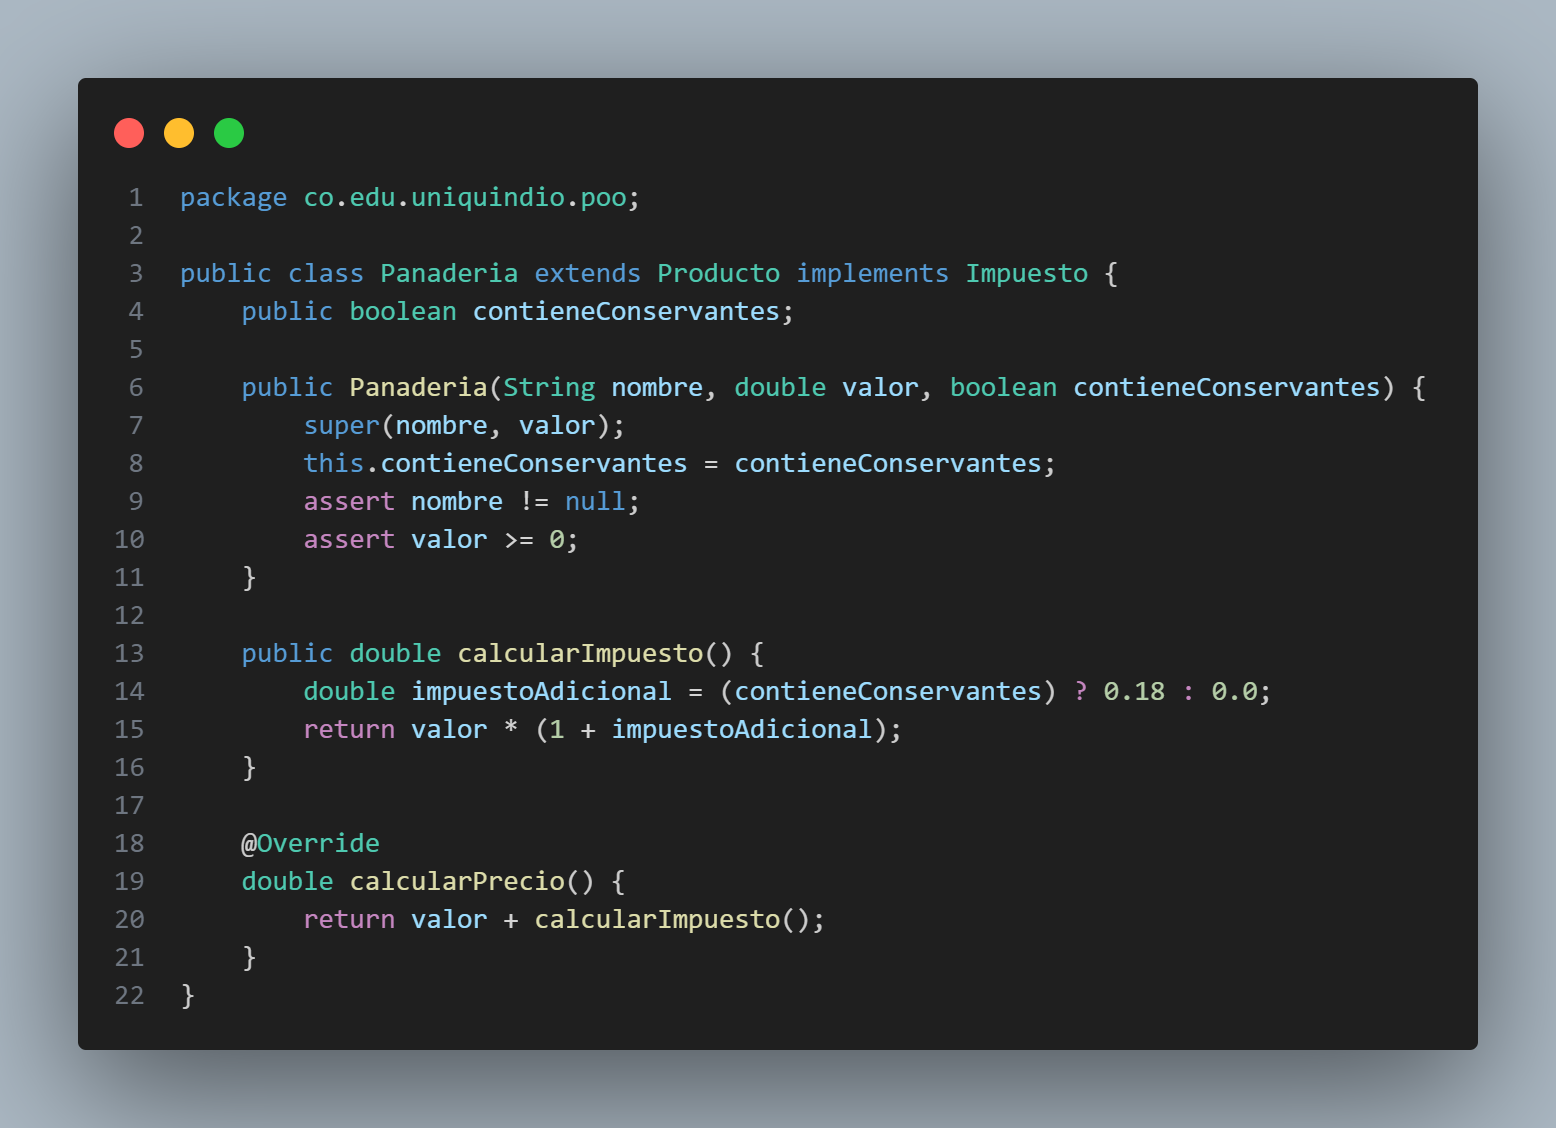 1 package co.edu.uniquindio.poo;
2
3 public class Panaderia extends Producto implements Impuesto {
4     public boolean contieneConservantes;
5
6     public Panaderia(String nombre, double valor, boolean contieneConservantes) {
7         super(nombre, valor);
8         this.contieneConservantes = contieneConservantes;
9         assert nombre != null;
10         assert valor >= 0;
11     }
12
13     public double calcularImpuesto() {
14         double impuestoAdicional = (contieneConservantes) ? 0.18 : 0.0;
15         return valor * (1 + impuestoAdicional);
16     }
17
18     @Override
19     double calcularPrecio() {
20         return valor + calcularImpuesto();
21     }
22 }